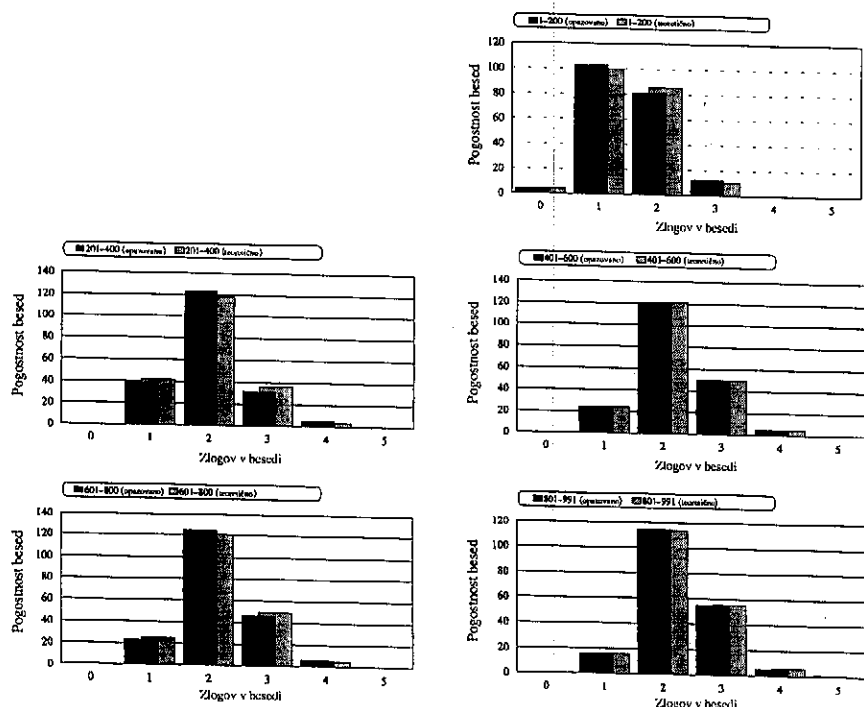 1-200 (opazovano) 1-200 (teoretično)
Pogostnost besed
120
100
80
60
40
20
0
0 1 2 3 4 5
Zlogov v besedi
201-400 (opazovano) 201-400 (teoretično)
Pogostnost besed
140
120
100
80
60
40
20
0
0 1 2 3 4 5
Zlogov v besedi
401-600 (opazovano) 401-600 (teoretično)
Pogostnost besed
140
120
100
80
60
40
20
0
0 1 2 3 4 5
Zlogov v besedi
601-800 (opazovano) 601-800 (teoretično)
Pogostnost besed
140
120
100
80
60
40
20
0
0 1 2 3 4 5
Zlogov v besedi
801-991 (opazovano) 801-991 (teoretično)
Pogostnost besed
120
100
80
60
40
20
0
0 1 2 3 4 5
Zlogov v besedi